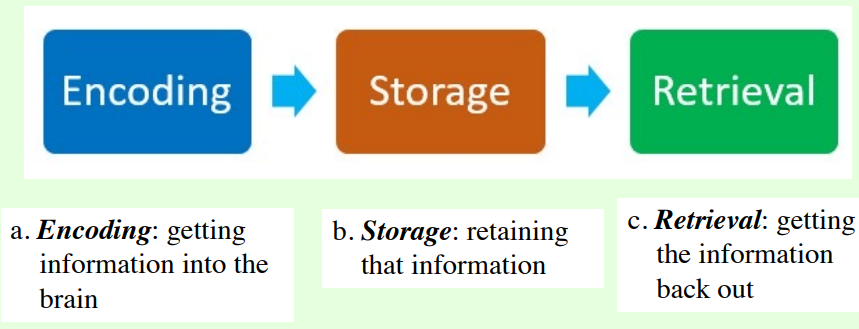 Encoding
Storage
Retrieval
a. Encoding: getting
information into the
brain
b. Storage: retaining
that information
c. Retrieval: getting
the information
back out